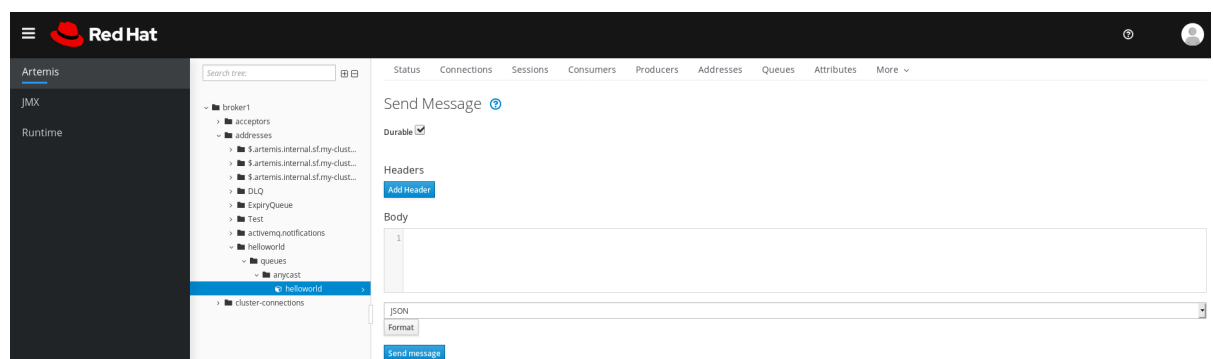 Red Hat
Artemis
JMX
Runtime
Search tree:
broker1
acceptors
addresses
$.artemis.internal.sf.my-clust...
$.artemis.internal.sf.my-clust...
$.artemis.internal.sf.my-clust...
DLQ
ExpiryQueue
Test
activemq.notifications
helloworld
queues
anycast
helloworld
cluster-connections
Status Connections Sessions Consumers Producers Addresses Queues Attributes More
Send Message
Durable
Headers
Add Header
Body
1
JSON
Format
Send message